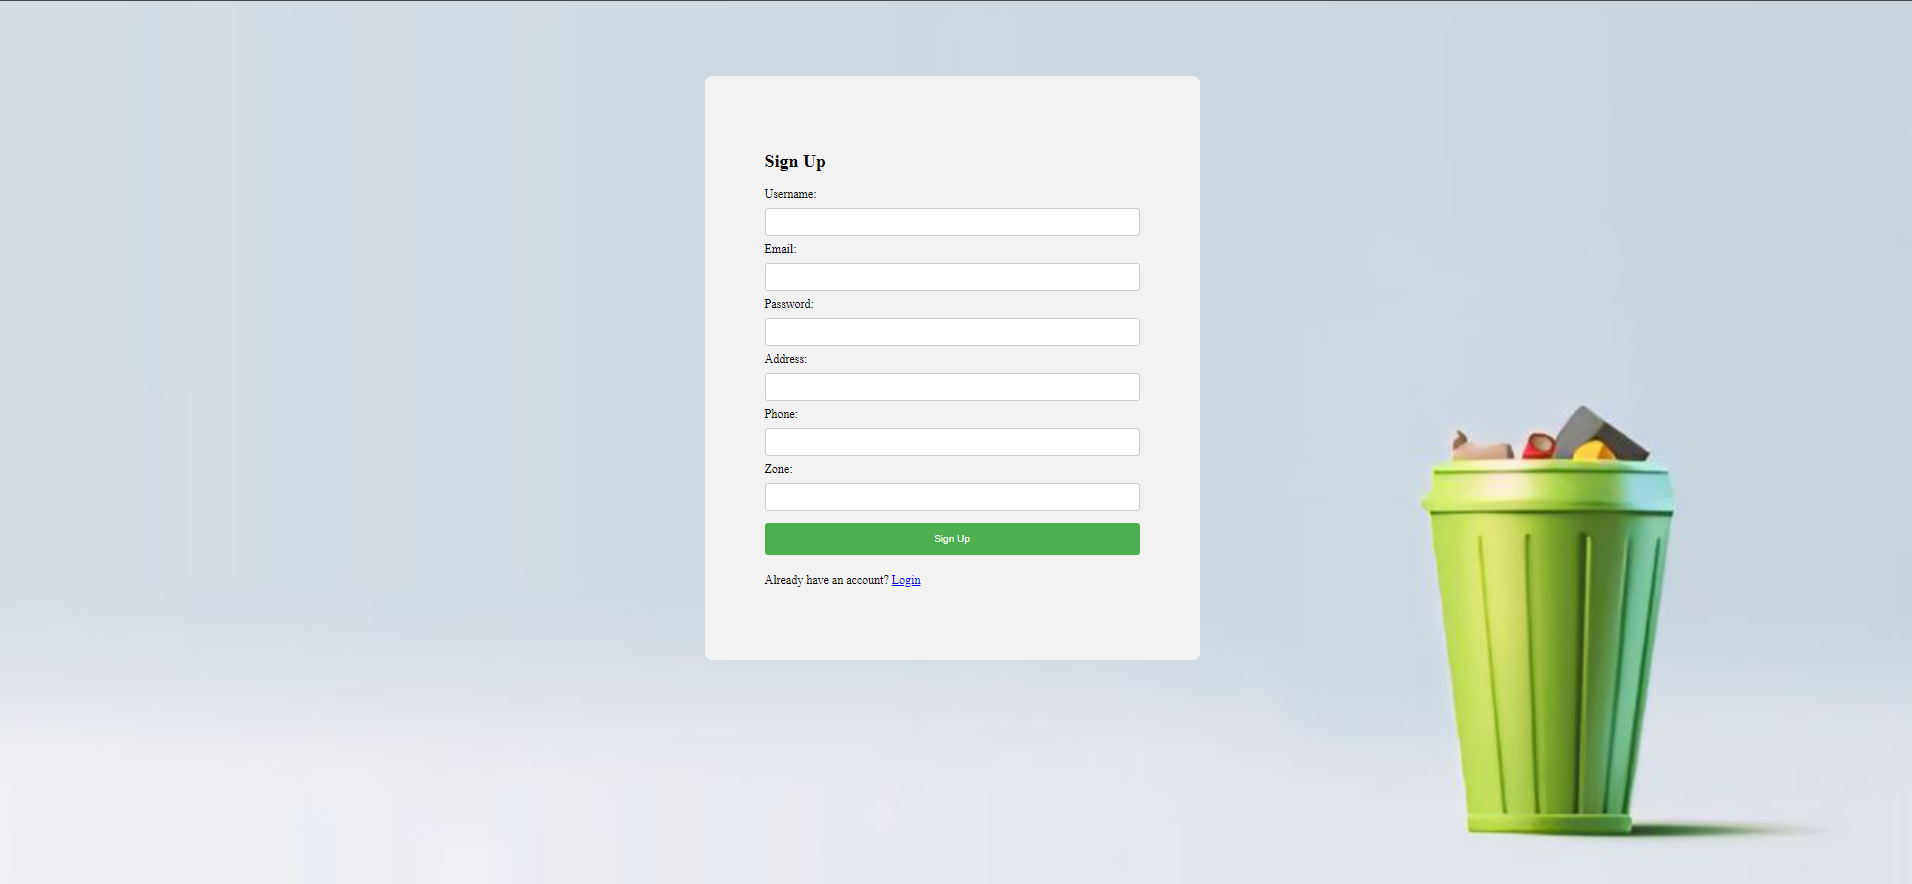 Sign Up
Username:
Email:
Password:
Address:
Phone:
Zone:
Sign Up
Already have an account? Login